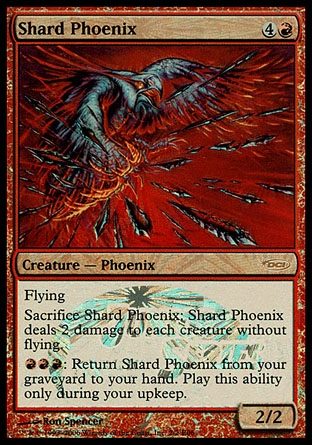 Shard Phoenix 4
Creature — Phoenix DCI
Flying
Sacrifice Shard Phoenix: Shard Phoenix
deals 2 damage to each creature without
flying.
: Return Shard Phoenix from your
graveyard to your hand. Play this ability
only during your upkeep.
Ron Spencer
2/2